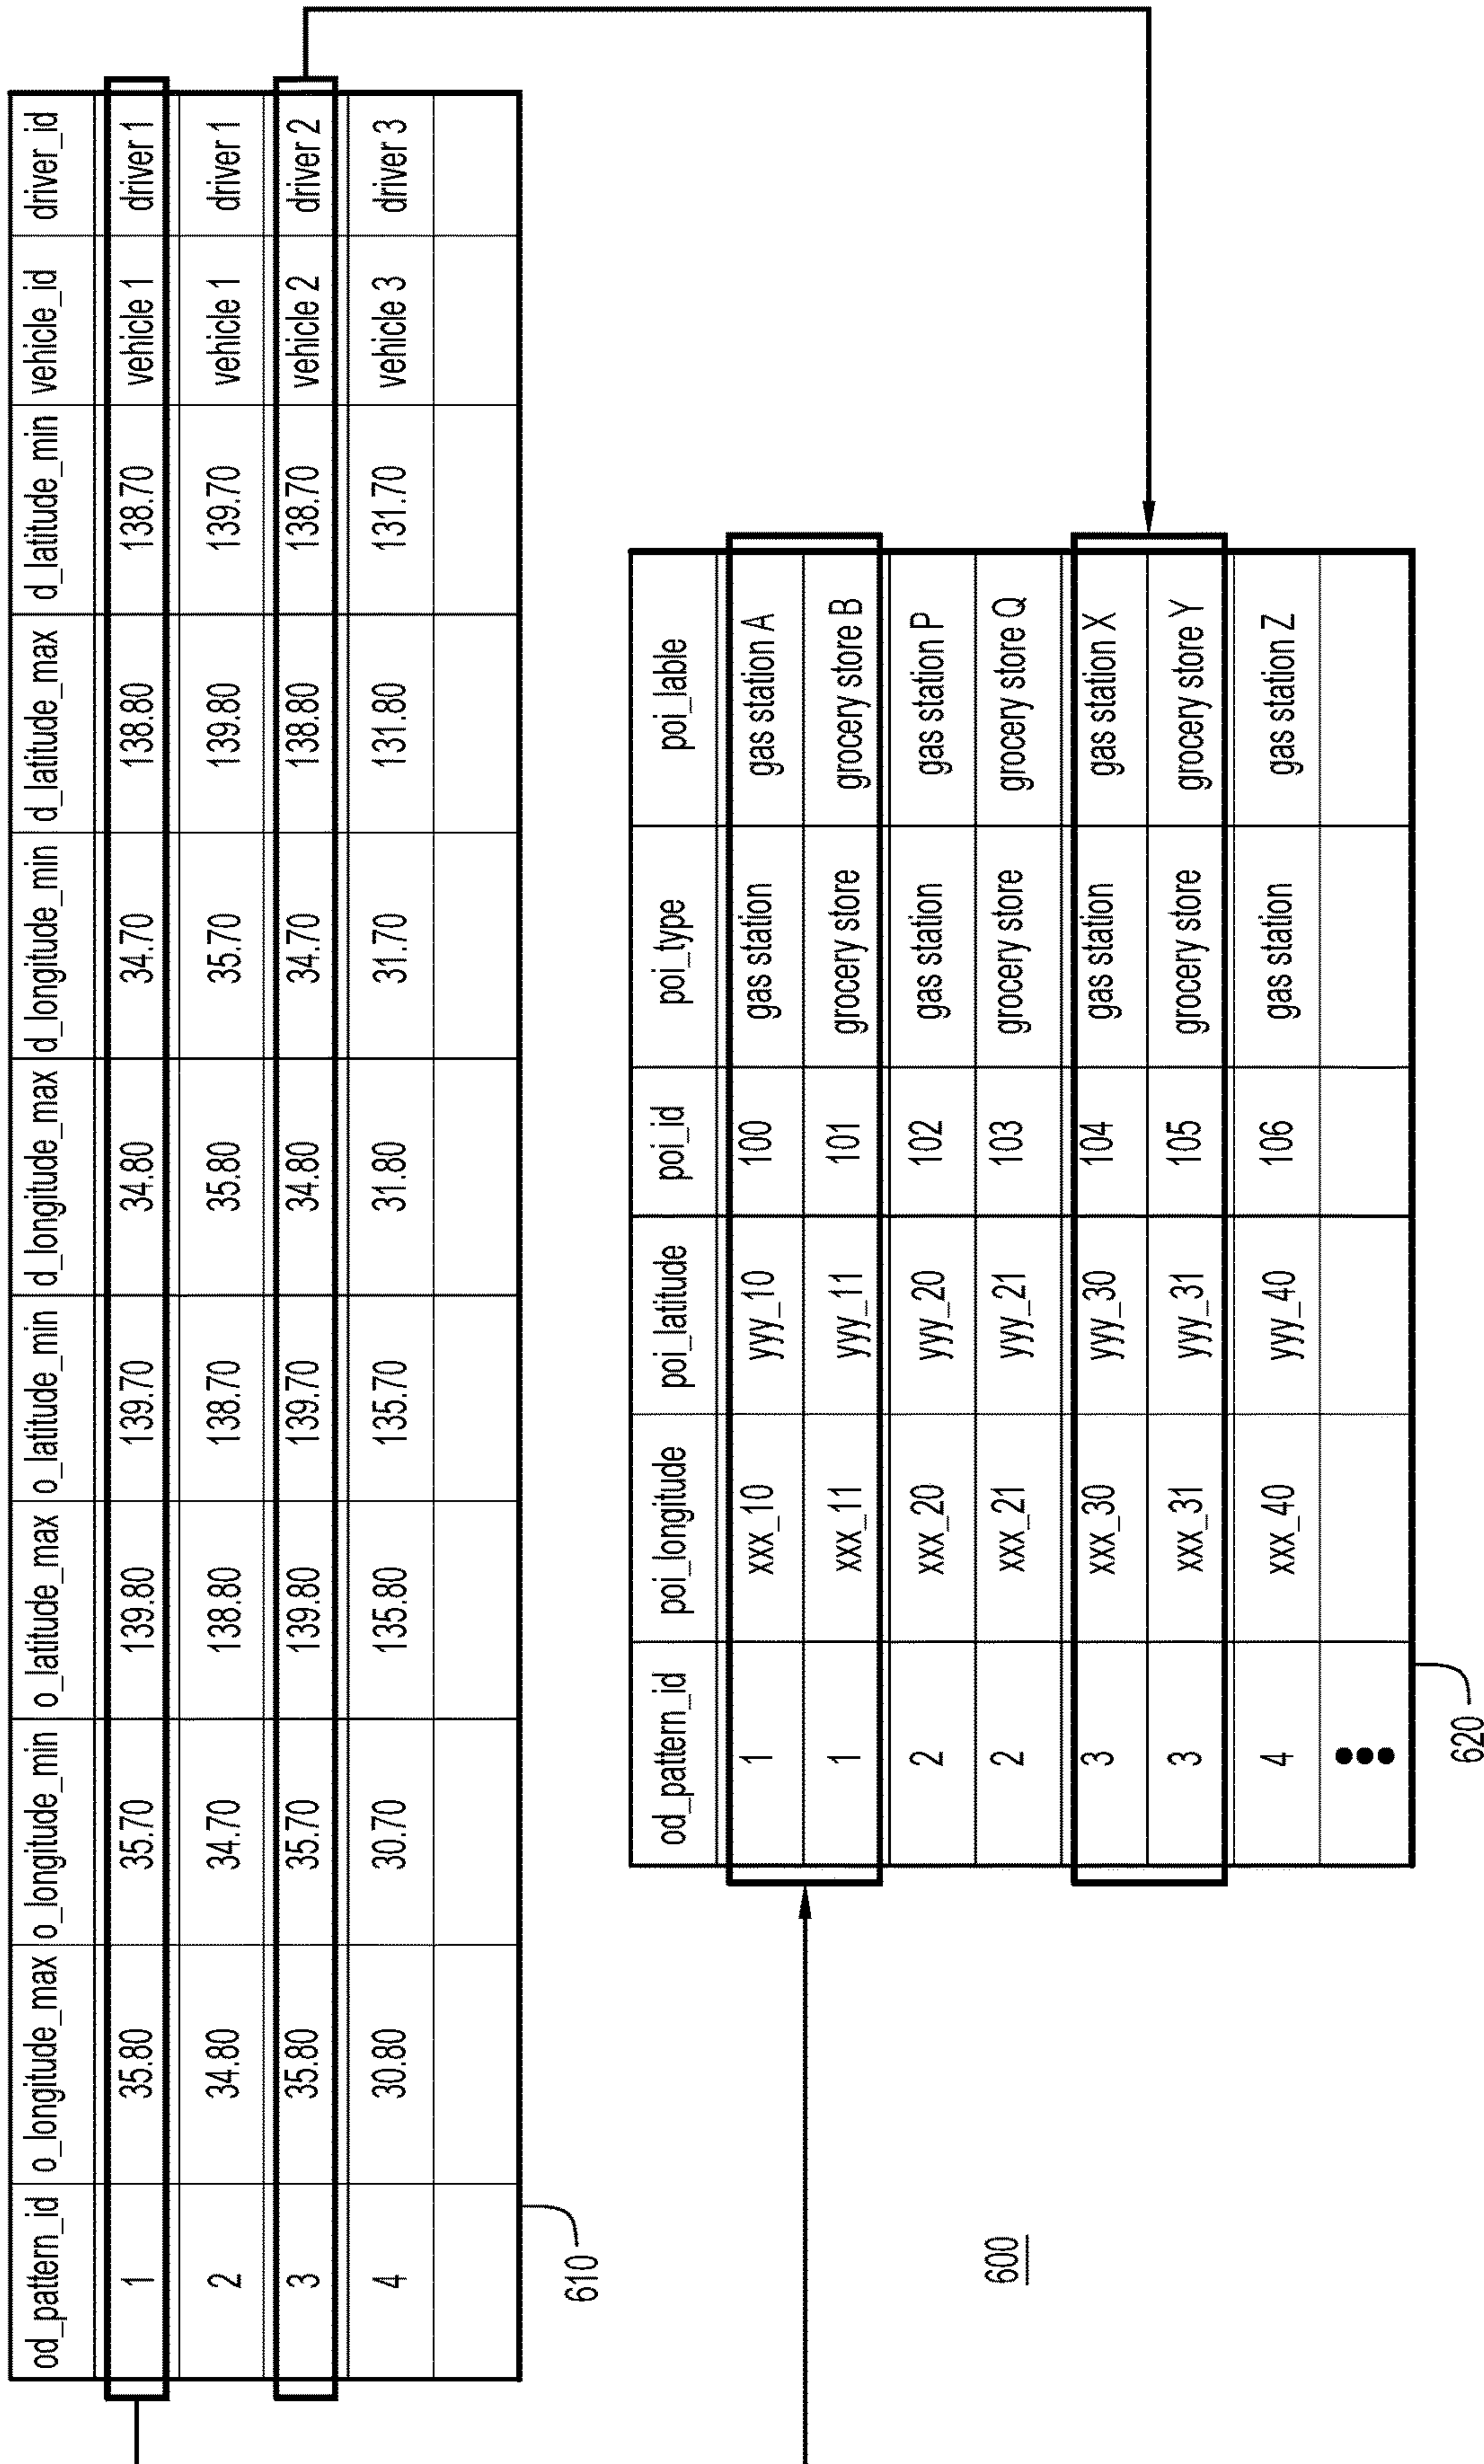 od_pattern_id o_longitude_max o_longitude_min o_latitude_max o_latitude_min d_longitude_max d_longitude_min d_latitude_max d_latitude_min vehicle_id driver_id
1 35.80 35.70 139.80 139.70 34.80 34.70 138.80 138.70 vehicle 1 driver 1
2 34.80 34.70 138.80 138.70 35.80 35.70 139.80 139.70 vehicle 1 driver 1
3 35.80 35.70 139.80 139.70 34.80 34.70 138.80 138.70 vehicle 2 driver 2
4 30.80 30.70 135.80 135.70 31.80 31.70 131.80 131.70 vehicle 3 driver 3
610
od_pattern_id poi_longitude poi_latitude poi_id poi_type poi_lable
1 xxx_10 yyy_10 100 gas station gas station A
1 xxx_11 yyy_11 101 grocery store grocery store B
2 xxx_20 yyy_20 102 gas station gas station P
2 xxx_21 yyy_21 103 grocery store grocery store Q
3 xxx_30 yyy_30 104 gas station gas station X
3 xxx_31 yyy_31 105 grocery store grocery store Y
4 xxx_40 yyy_40 106 gas station gas station Z
620
600